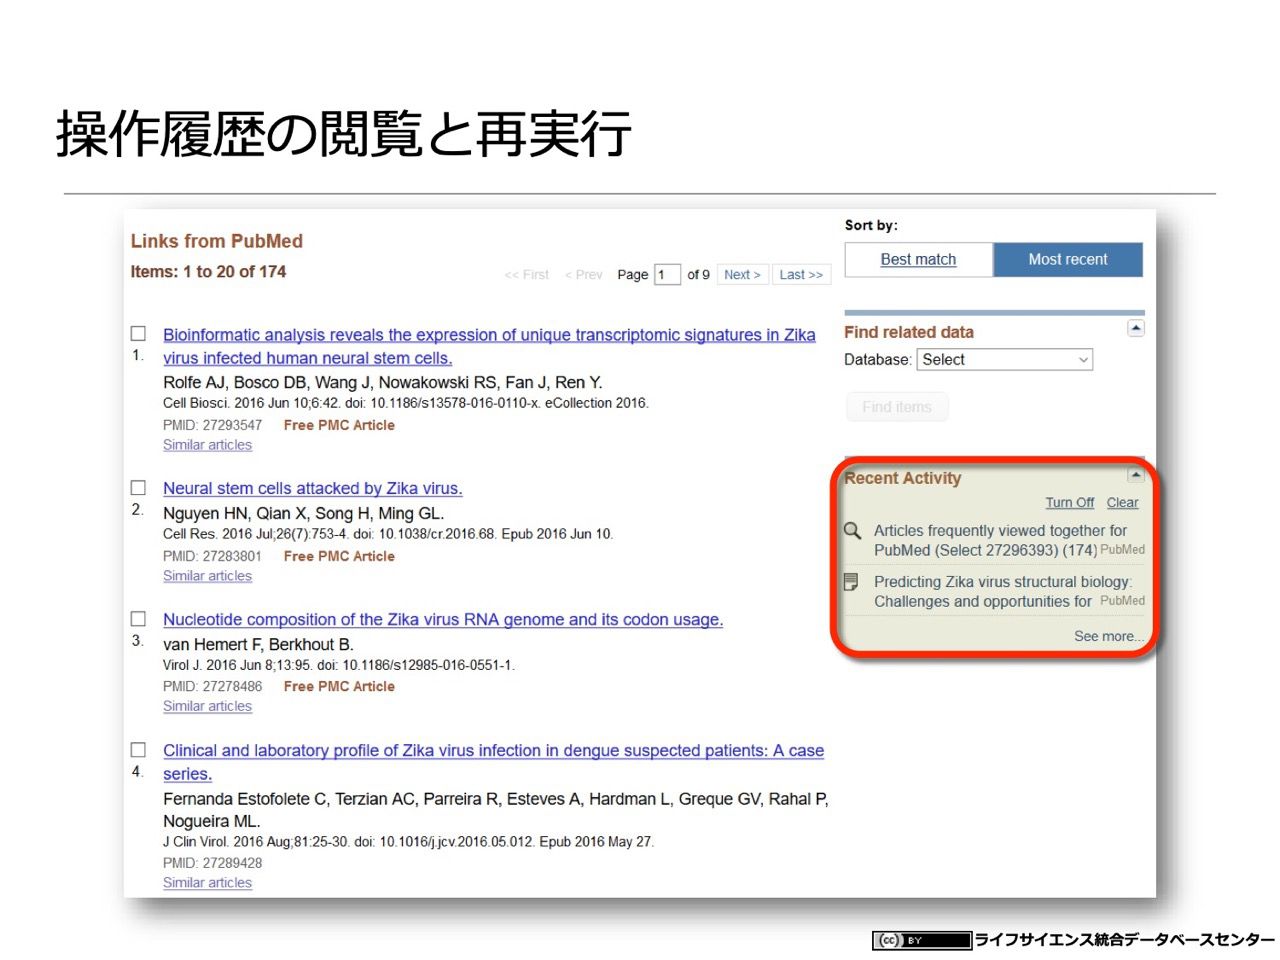 操作履歴の閲覧と再実行
Links from PubMed
Items: 1 to 20 of 174
<< First < Prev Page 1 of 9 Next > Last >>
1. Bioinformatic analysis reveals the expression of unique transcriptomic signatures in Zika
virus infected human neural stem cells.
Rolfe AJ, Bosco DB, Wang J, Nowakowski RS, Fan J, Ren Y.
Cell Biosci. 2016 Jun 10;6:42. doi: 10.1186/s13578-016-0110-x. eCollection 2016.
PMID: 27293547 Free PMC Article
Similar articles
2. Neural stem cells attacked by Zika virus.
Nguyen HN, Qian X, Song H, Ming GL.
Cell Res. 2016 Jul;26(7):753-4. doi: 10.1038/cr.2016.68. Epub 2016 Jun 10.
PMID: 27283801 Free PMC Article
Similar articles
3. Nucleotide composition of the Zika virus RNA genome and its codon usage.
van Hemert F, Berkhout B.
Virol J. 2016 Jun 8;13:95. doi: 10.1186/s12985-016-0551-1.
PMID: 27278486 Free PMC Article
Similar articles
4. Clinical and laboratory profile of Zika virus infection in dengue suspected patients: A case
series.
Fernanda Estofolete C, Terzian AC, Parreira R, Esteves A, Hardman L, Greque GV, Rahal P,
Nogueira ML.
J Clin Virol. 2016 Aug;81:25-30. doi: 10.1016/j.jcv.2016.05.012. Epub 2016 May 27.
PMID: 27289428
Similar articles
Sort by:
Best match Most recent
Find related data
Database: Select
Find items
Recent Activity
Turn Off Clear
Articles frequently viewed together for
PubMed (Select 27296393) (174) PubMed
Predicting Zika virus structural biology:
Challenges and opportunities for PubMed
See more...
(cc) BY ライフサイエンス統合データベースセンター